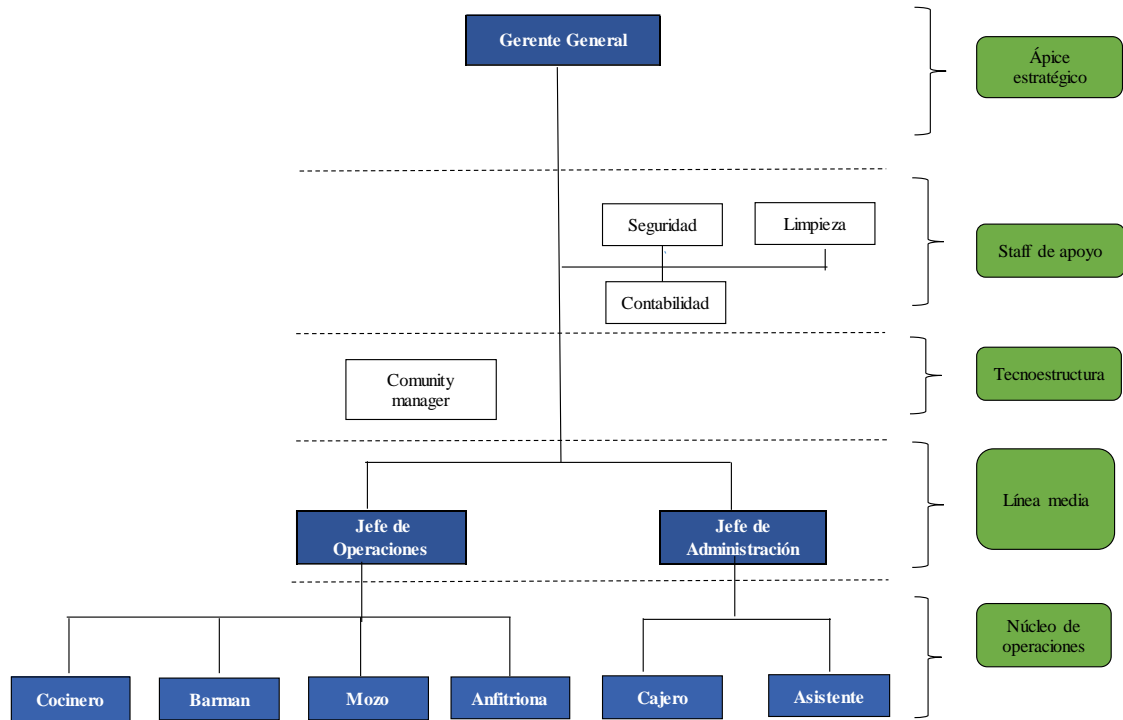 Gerente General
Ápice
estratégico
Seguridad
Limpieza
Staff de apoyo
Contabilidad
Comunity
manager
Tecnoestructura
Jefe de
Operaciones
Jefe de
Administración
Línea media
Núcleo de
operaciones
Cocinero
Barman
Mozo
Anfitriona
Cajero
Asistente